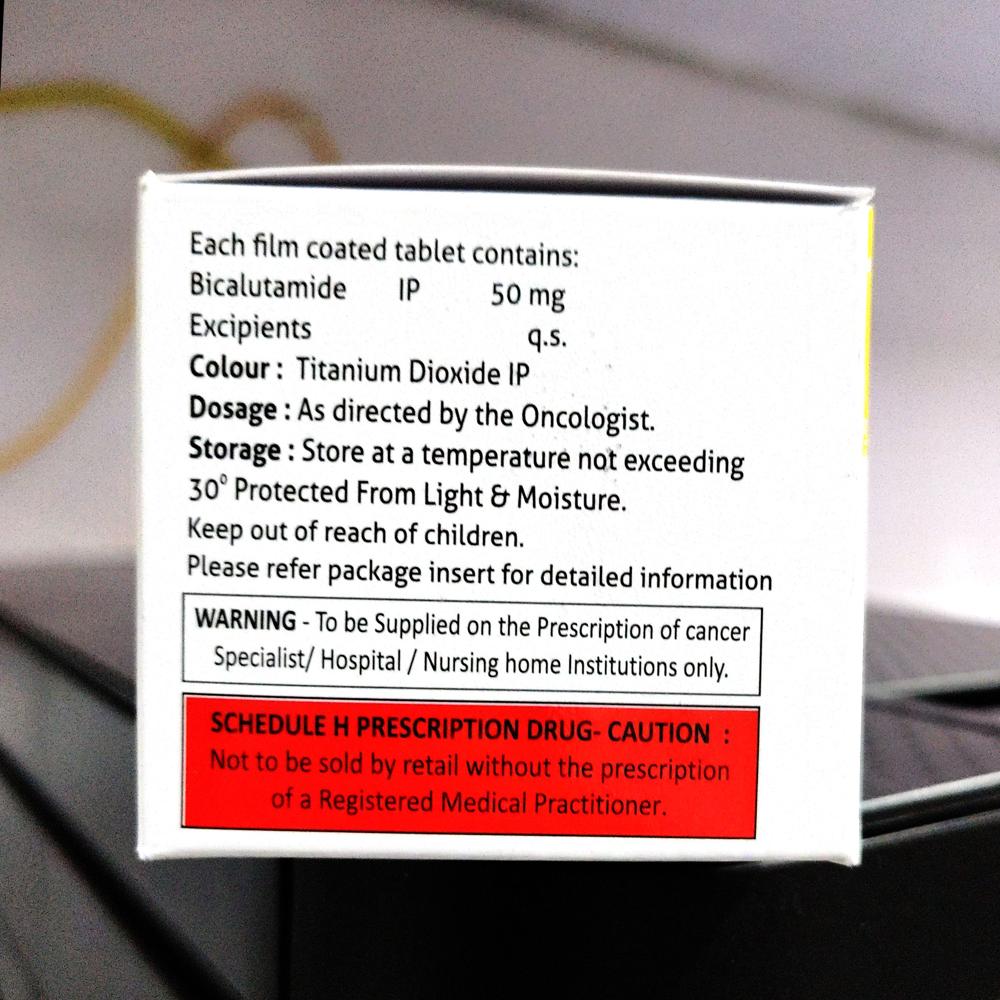 Each film coated tablet contains:
Bicalutamide IP 50 mg
Excipients q.s.
Colour : Titanium Dioxide IP
Dosage : As directed by the Oncologist.
Storage : Store at a temperature not exceeding
30° Protected From Light & Moisture.
Keep out of reach of children.
Please refer package insert for detailed information
WARNING - To be Supplied on the Prescription of cancer
Specialist/ Hospital / Nursing home Institutions only.
SCHEDULE H PRESCRIPTION DRUG- CAUTION :
Not to be sold by retail without the prescription
of a Registered Medical Practitioner.